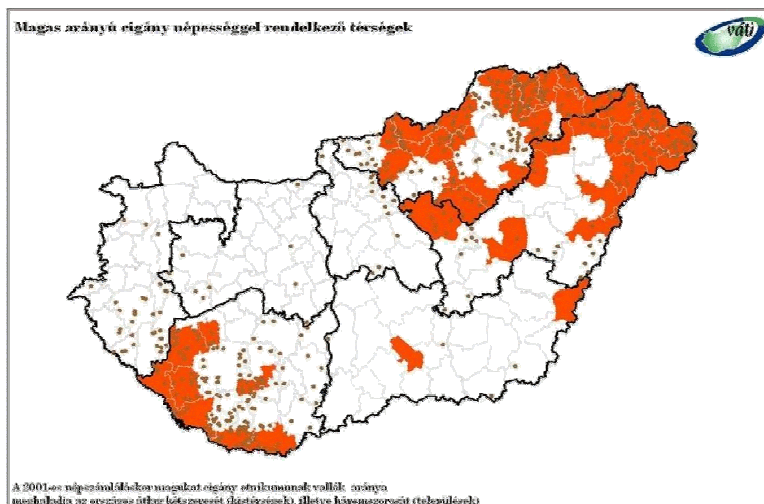 Magas arányú cigány népességgel rendelkező térségek
váti
A 2001-es népszámláláskor magukat cigány etnikumnak vallók aránya
meghaladja az országos átlag kétszeresét (kistérségek), illetve háromszorosát (települések)